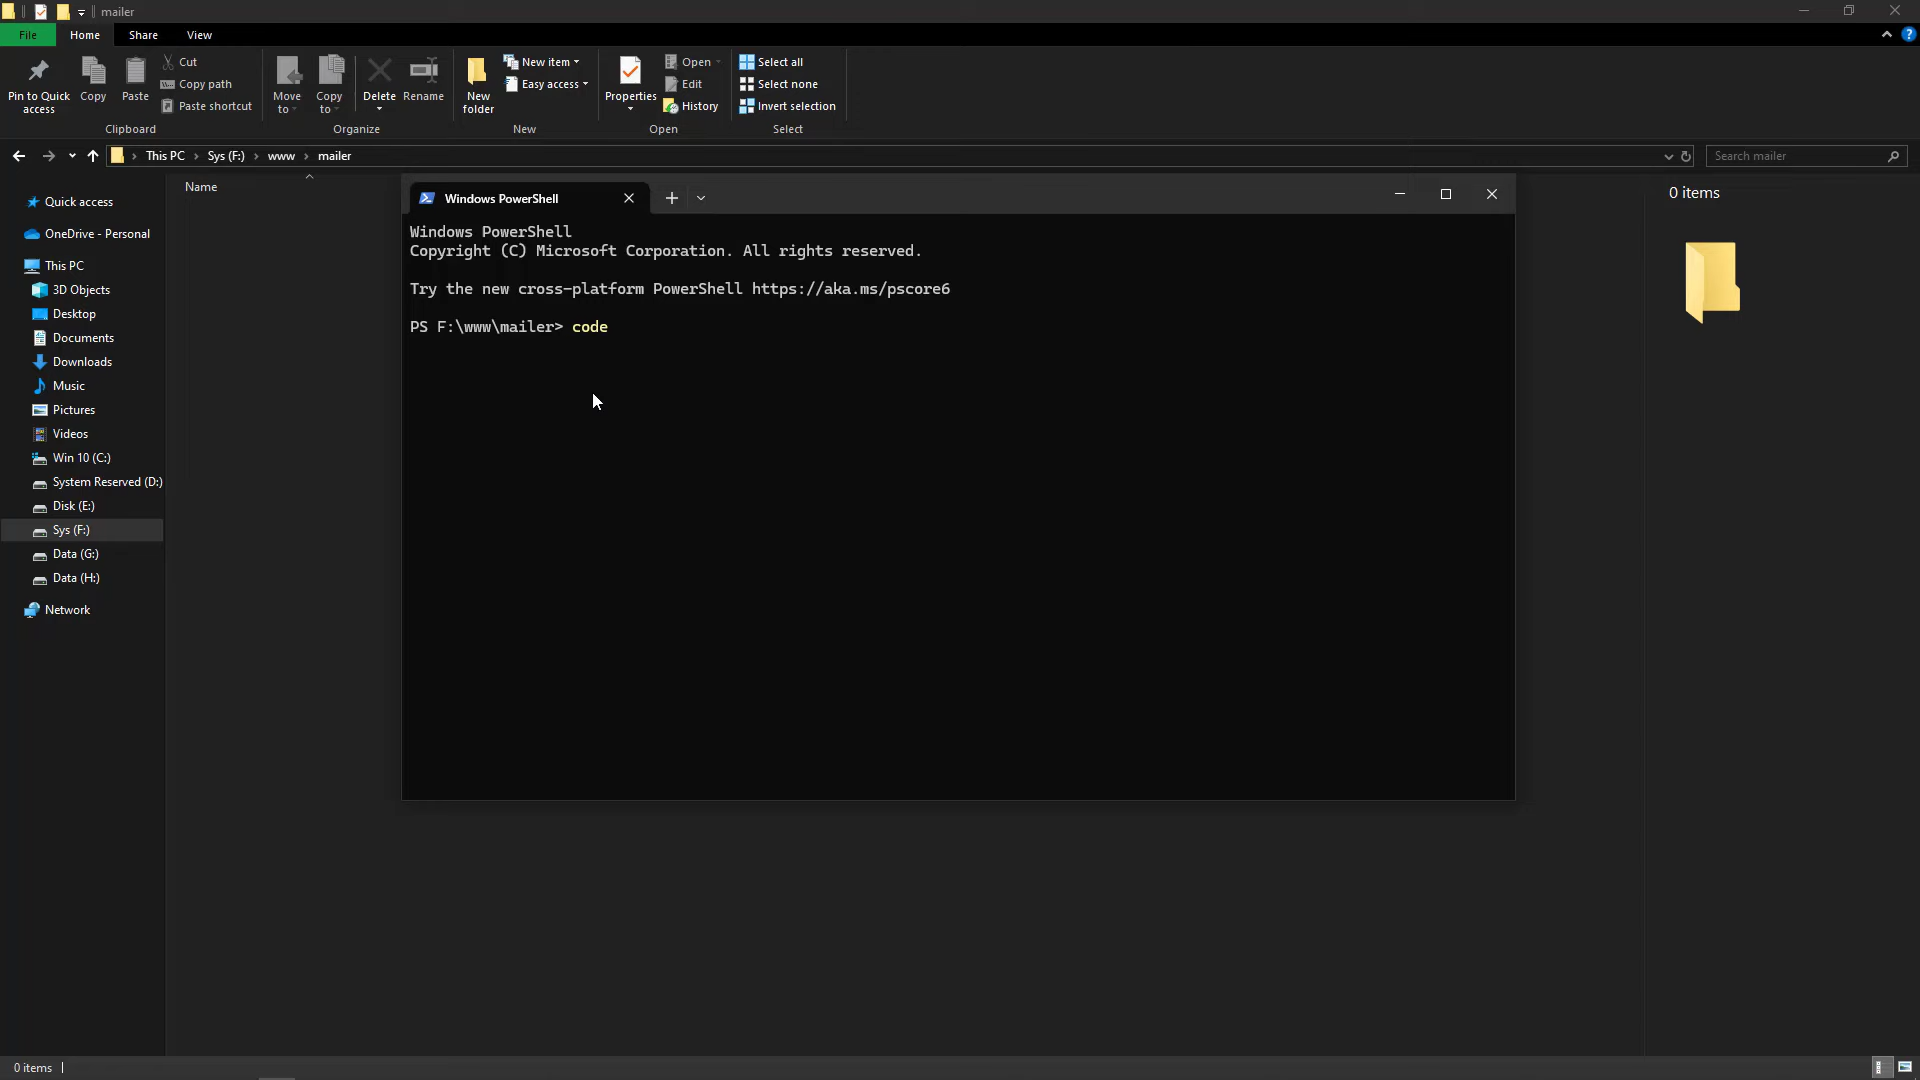 mailer
File Home Share View
Pin to Quick access
Copy
Paste
Cut
Copy path
Paste shortcut
Clipboard
Move to
Copy to
Delete
Rename
Organize
New folder
New item
Easy access
New
Properties
Open
Edit
History
Open
Select all
Select none
Invert selection
Select
This PC > Sys (F:) > www > mailer
Search mailer
Quick access
OneDrive - Personal
This PC
3D Objects
Desktop
Documents
Downloads
Music
Pictures
Videos
Win 10 (C:)
System Reserved (D:)
Disk (E:)
Sys (F:)
Data (G:)
Data (H:)
Network
Name
Windows PowerShell
Windows PowerShell
Copyright (C) Microsoft Corporation. All rights reserved.
Try the new cross-platform PowerShell https://aka.ms/pscore6
PS F:\www\mailer> code
0 items
0 items